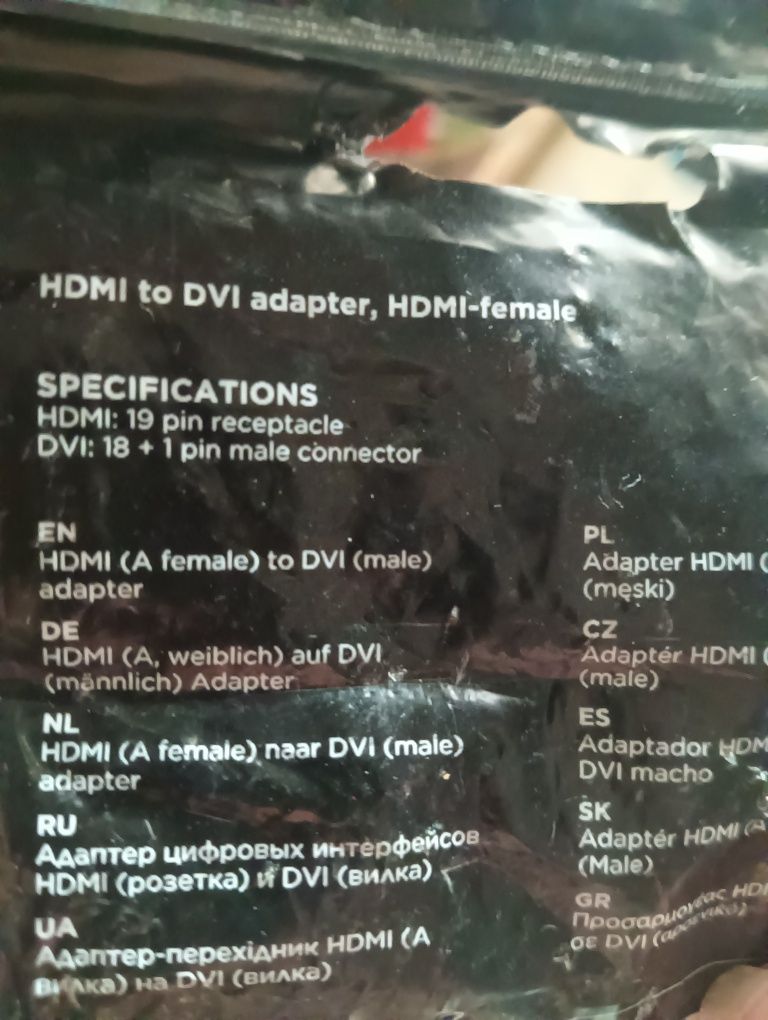 HDMI to DVI adapter, HDMI-female
SPECIFICATIONS
HDMI: 19 pin receptacle
DVI: 18 + 1 pin male connector
EN
HDMI (A female) to DVI (male)
adapter
DE
HDMI (A, weiblich) auf DVI
(männlich) Adapter
NL
HDMI (A female) naar DVI (male)
adapter
RU
Адаптер цифровых интерфейсов
HDMI (розетка) и DVI (вилка)
UA
Адаптер-перехідник HDMI (A
вилка) на DVI (вилка)
PL
Adapter HDMI (
(męski)
CZ
Adaptér HDMI (
(male)
ES
Adaptador HDM
DVI macho
SK
Adaptér HDMI (A
(Male)
GR
Προσαρμογέας HDM
σε DVI (αρσενικό)